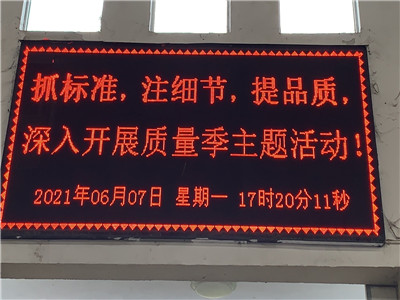 抓标准，注细节，提品质，
深入开展质量季主题活动！
2021年06月07日 星期一 17时20分11秒